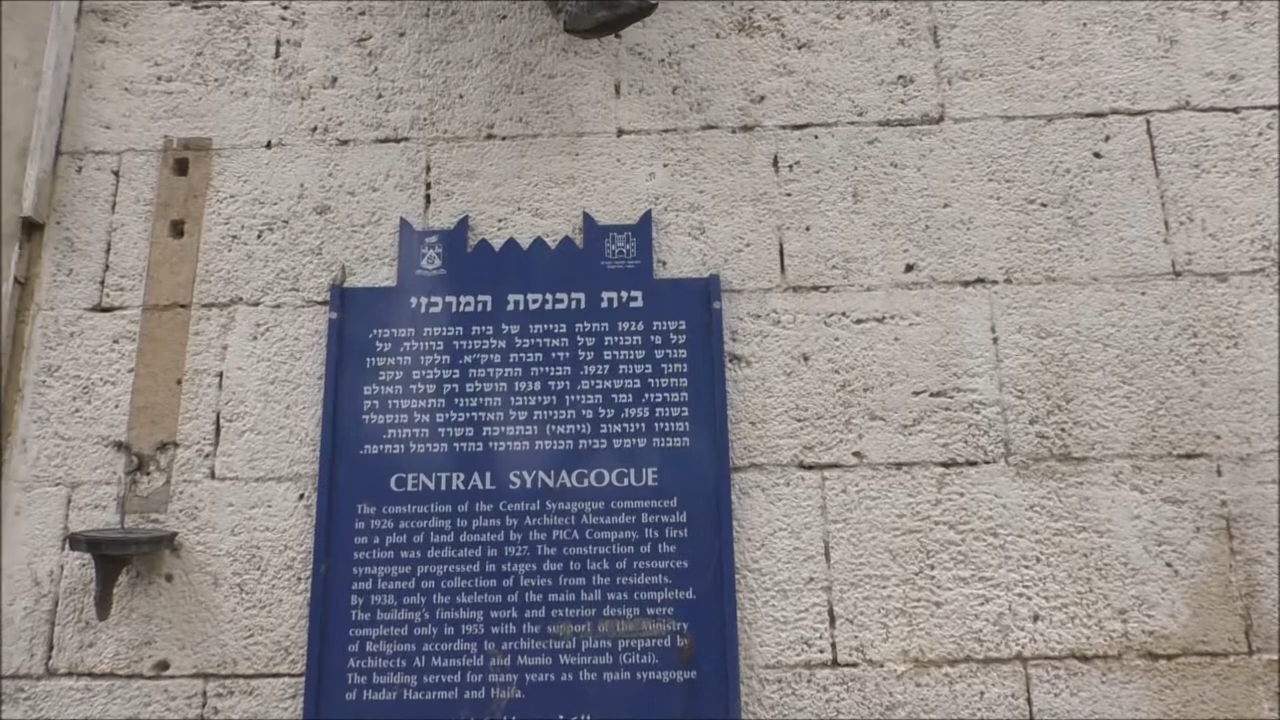 בית הכנסת המרכזי
בשנת 1926 החלה בנייתו של בית הכנסת המרכזי,
על פי תכנית של האדריכל אלכסנדר ברוולד, על
מגרש שנתרם על ידי חברת פיק״א. חלקו הראשון
נחנך בשנת 1927. הבנייה התקדמה בשלבים עקב
מחסור במשאבים, ועד 1938 הושלם רק שלד האולם
המרכזי. גמר הבניין ועיצובו החיצוני התאפשרו רק
בשנת 1955, על פי תכניות של האדריכלים אל מנספלד
ומוניו וינראוב (גיתאי) ובתמיכת משרד הדתות.
המבנה שימש כבית הכנסת המרכזי בהדר הכרמל ובחיפה.
CENTRAL SYNAGOGUE
The construction of the Central Synagogue commenced
in 1926 according to plans by Architect Alexander Berwald
on a plot of land donated by the PICA Company. Its first
section was dedicated in 1927. The construction of the
synagogue progressed in stages due to lack of resources
and leaned on collection of levies from the residents.
By 1938, only the skeleton of the main hall was completed.
The building's finishing work and exterior design were
completed only in 1955 with the support of the Ministry
of Religions according to architectural plans prepared by
Architects Al Mansfeld and Munio Weinraub (Gitai).
The building served for many years as the main synagogue
of Hadar Hacarmel and Haifa.